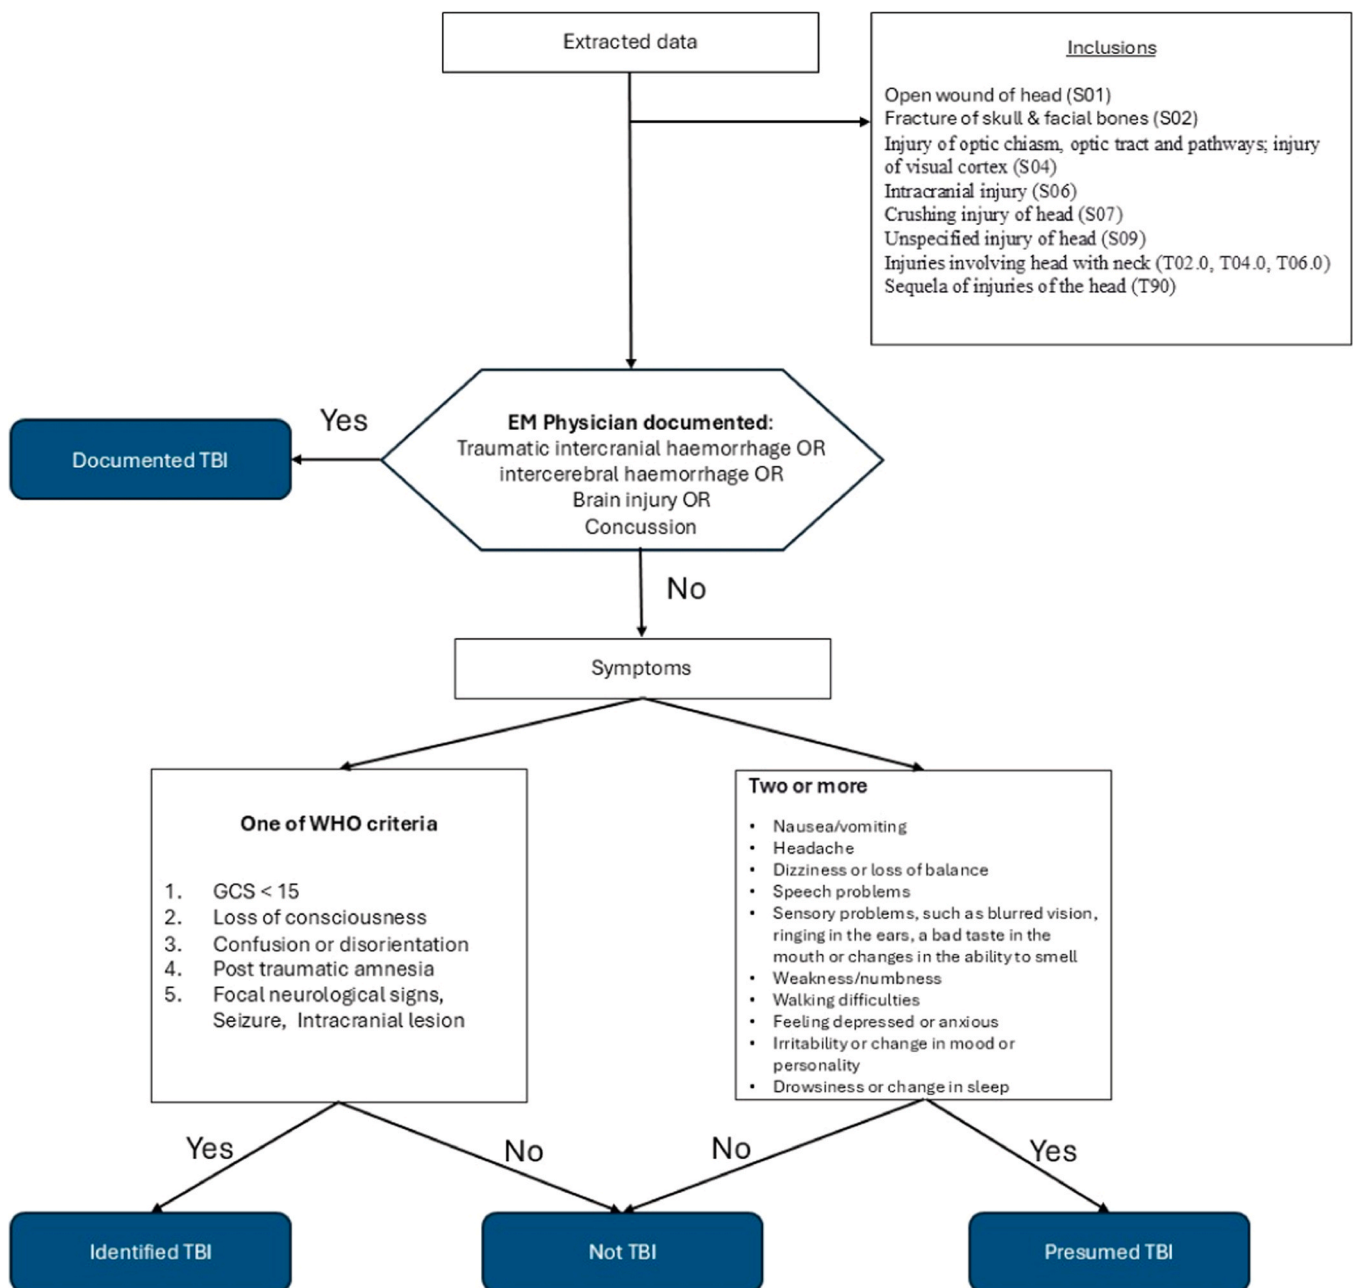 Extracted data
Inclusions
Open wound of head (S01)
Fracture of skull & facial bones (S02)
Injury of optic chiasm, optic tract and pathways; injury
of visual cortex (S04)
Intracranial injury (S06)
Crushing injury of head (S07)
Unspecified injury of head (S09)
Injuries involving head with neck (T02.0, T04.0, T06.0)
Sequela of injuries of the head (T90)
Yes
Documented TBI
EM Physician documented:
Traumatic intercranial haemorrhage OR
intercerebral haemorrhage OR
Brain injury OR
Concussion
No
Symptoms
One of WHO criteria
1. GCS < 15
2. Loss of consciousness
3. Confusion or disorientation
4. Post traumatic amnesia
5. Focal neurological signs,
Seizure, Intracranial lesion
Two or more
• Nausea/vomiting
• Headache
• Dizziness or loss of balance
• Speech problems
• Sensory problems, such as blurred vision,
ringing in the ears, a bad taste in the
mouth or changes in the ability to smell
• Weakness/numbness
• Walking difficulties
• Feeling depressed or anxious
• Irritability or change in mood or
personality
• Drowsiness or change in sleep
Yes
No
No
Yes
Identified TBI
Not TBI
Presumed TBI